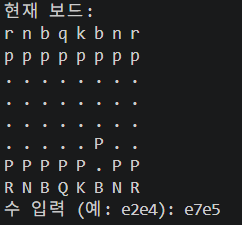 현재 보드:
r n b q k b n r
p p p p p p p p
. . . . . . . .
. . . . . . . .
. . . . . . . .
. . . . . P . .
P P P P P . P P
R N B Q K B N R
수 입력 (예: e2e4): e7e5